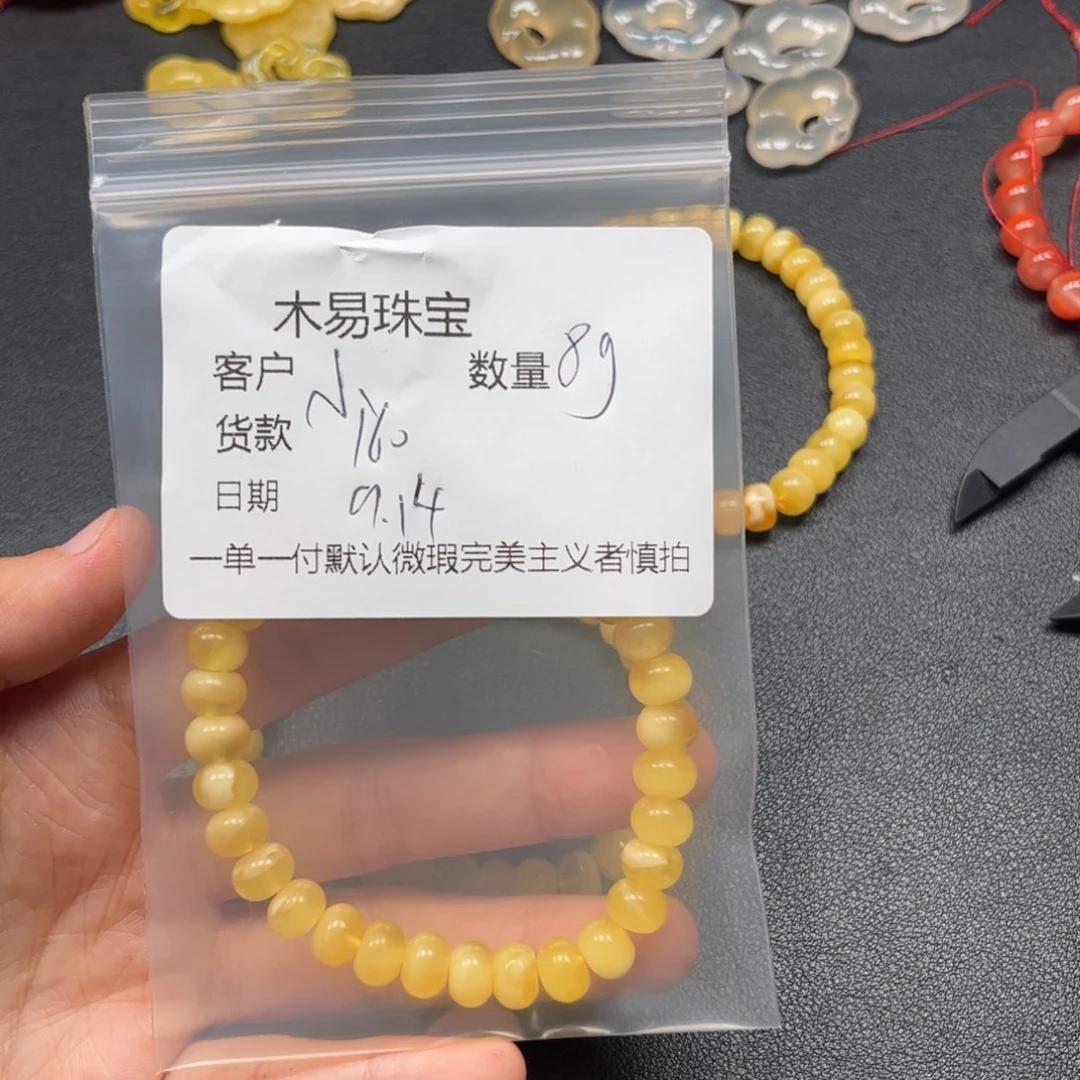 木易珠宝
客户 N 数量 8g
货款 180
日期 9.14
一单一付默认微瑕完美主义者慎拍